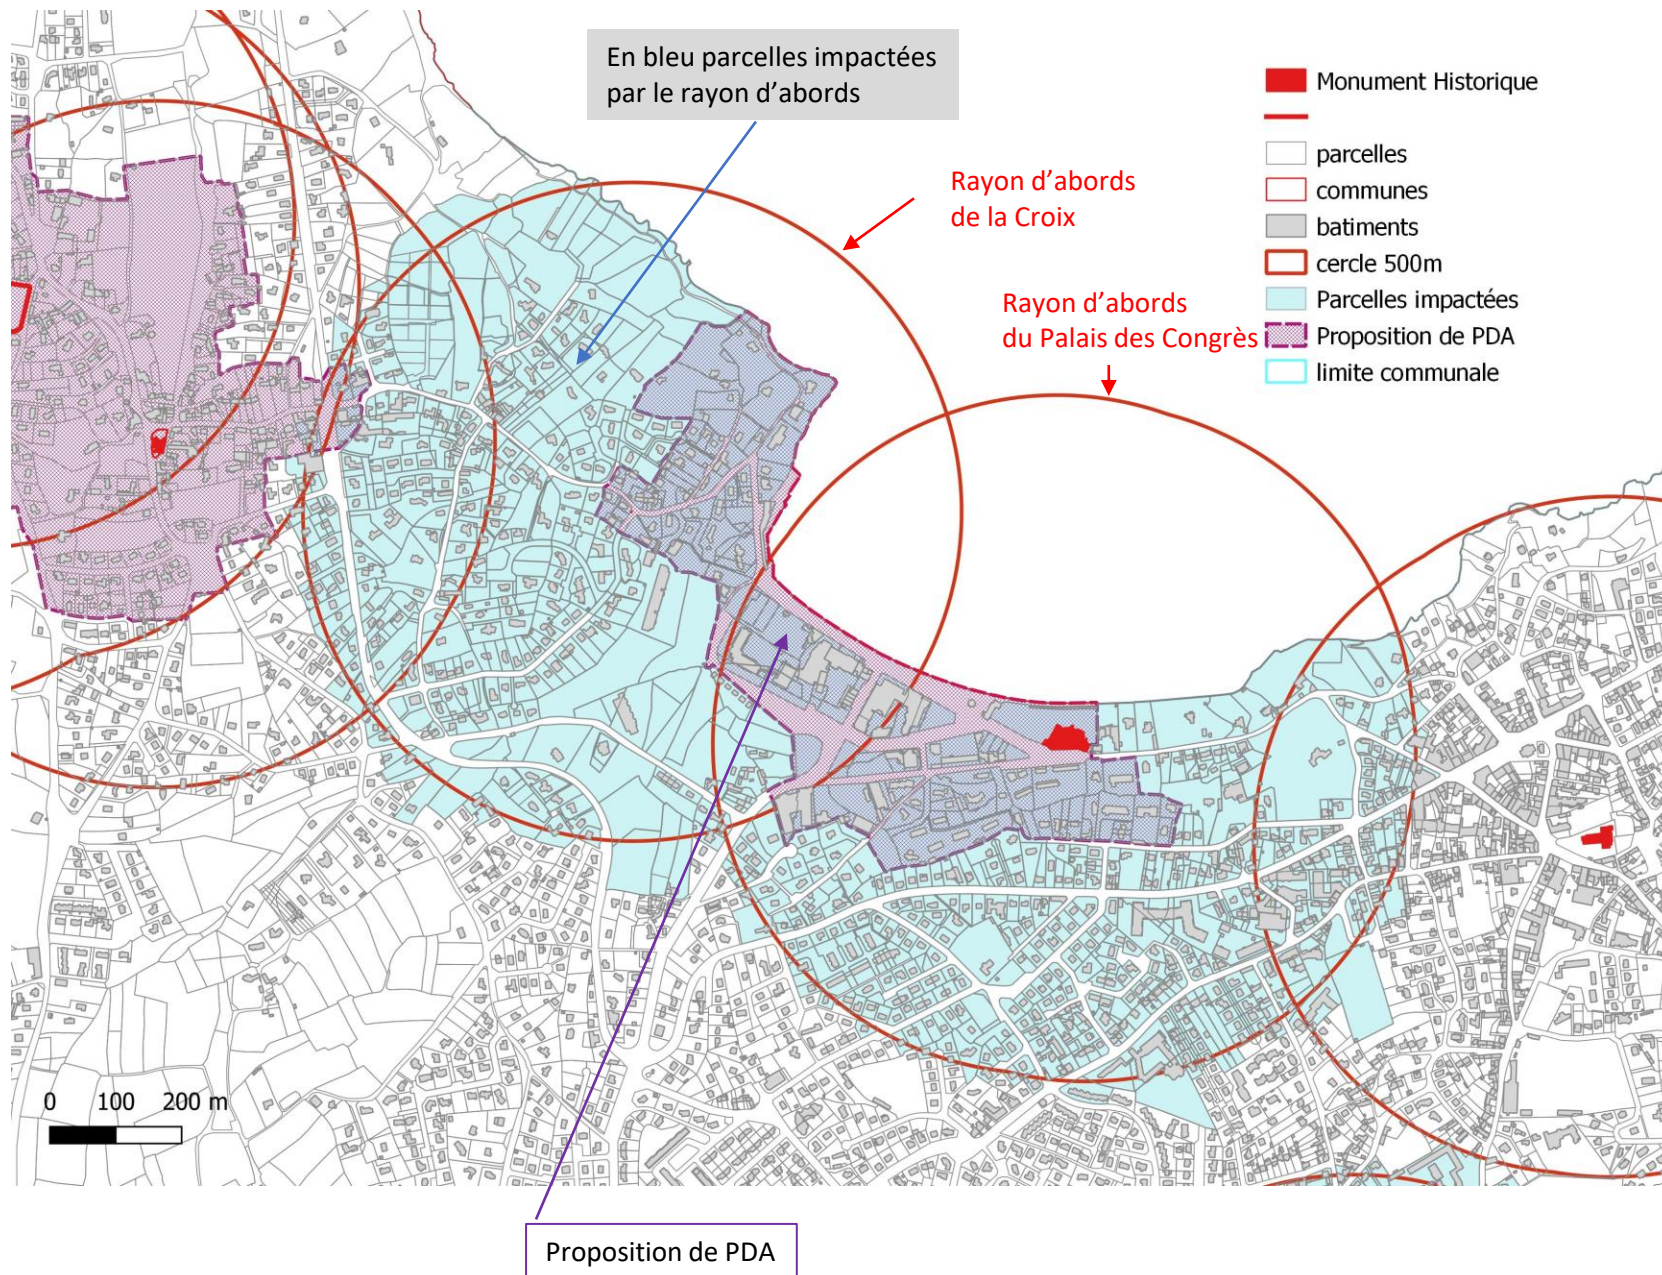 En bleu parcelles impactées
par le rayon d’abords
Rayon d’abords
de la Croix
Rayon d’abords
du Palais des Congrès
Monument Historique
parcelles
communes
batiments
cercle 500m
Parcelles impactées
Proposition de PDA
limite communale
0 100 200 m
Proposition de PDA